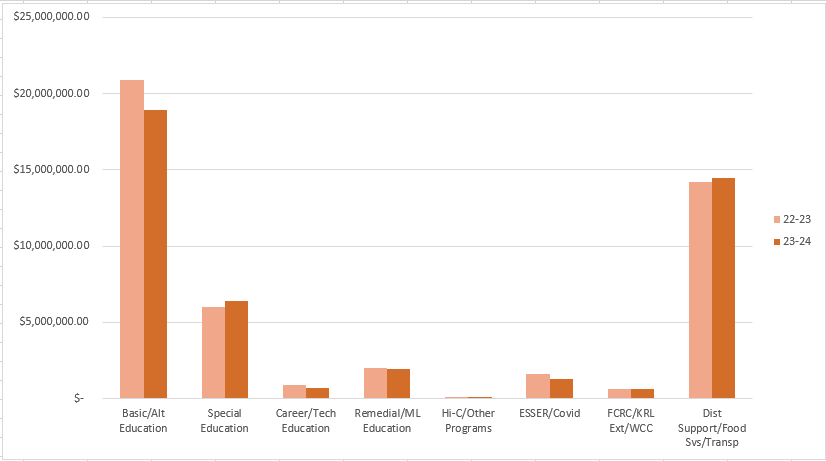 $25,000,000.00
$20,000,000.00
$15,000,000.00
$10,000,000.00
$5,000,000.00
$-
Basic/Alt
Education
Special
Education
Career/Tech
Education
Remedial/ML
Education
Hi-C/Other
Programs
ESSER/Covid
FCRC/KRL
Ext/WCC
Dist
Support/Food
Svs/Transp
22-23
23-24